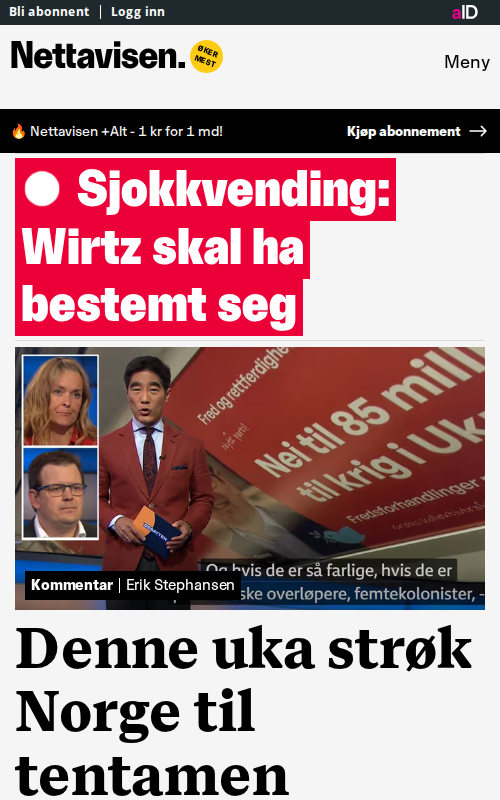 Bli abonnent | Logg inn
aID
Nettavisen.
ØKER
MEST
Meny
🔥 Nettavisen +Alt - 1 kr for 1 md!
Kjøp abonnement →
Sjokkvending:
Wirtz skal ha
bestemt seg
Fred og rettferdighet
Nei til 85 mill
til krig i Ukr
Fredsforhandlinger
DEBATTEN
Og hvis de er så farlige, hvis de er
ske overløpere, femtekolonister, -
Kommentar | Erik Stephansen
Denne uka strøk
Norge til
tentamen